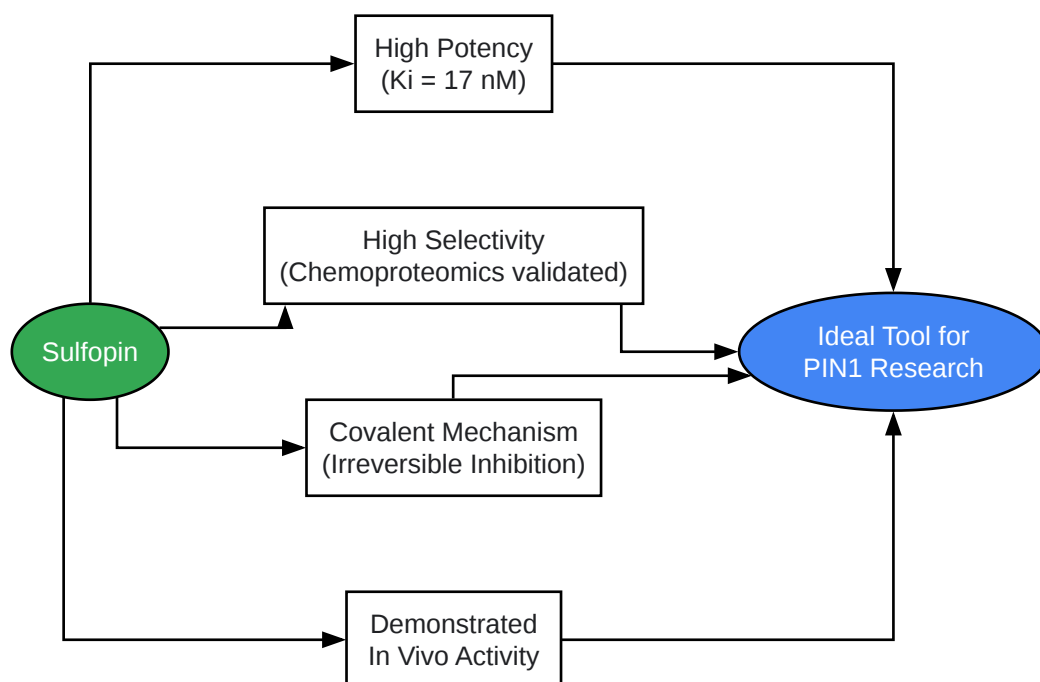 High Potency
(Ki = 17 nM)
High Selectivity
(Chemoproteomics validated)
Sulfopin
Ideal Tool for
PIN1 Research
Covalent Mechanism
(Irreversible Inhibition)
Demonstrated
In Vivo Activity